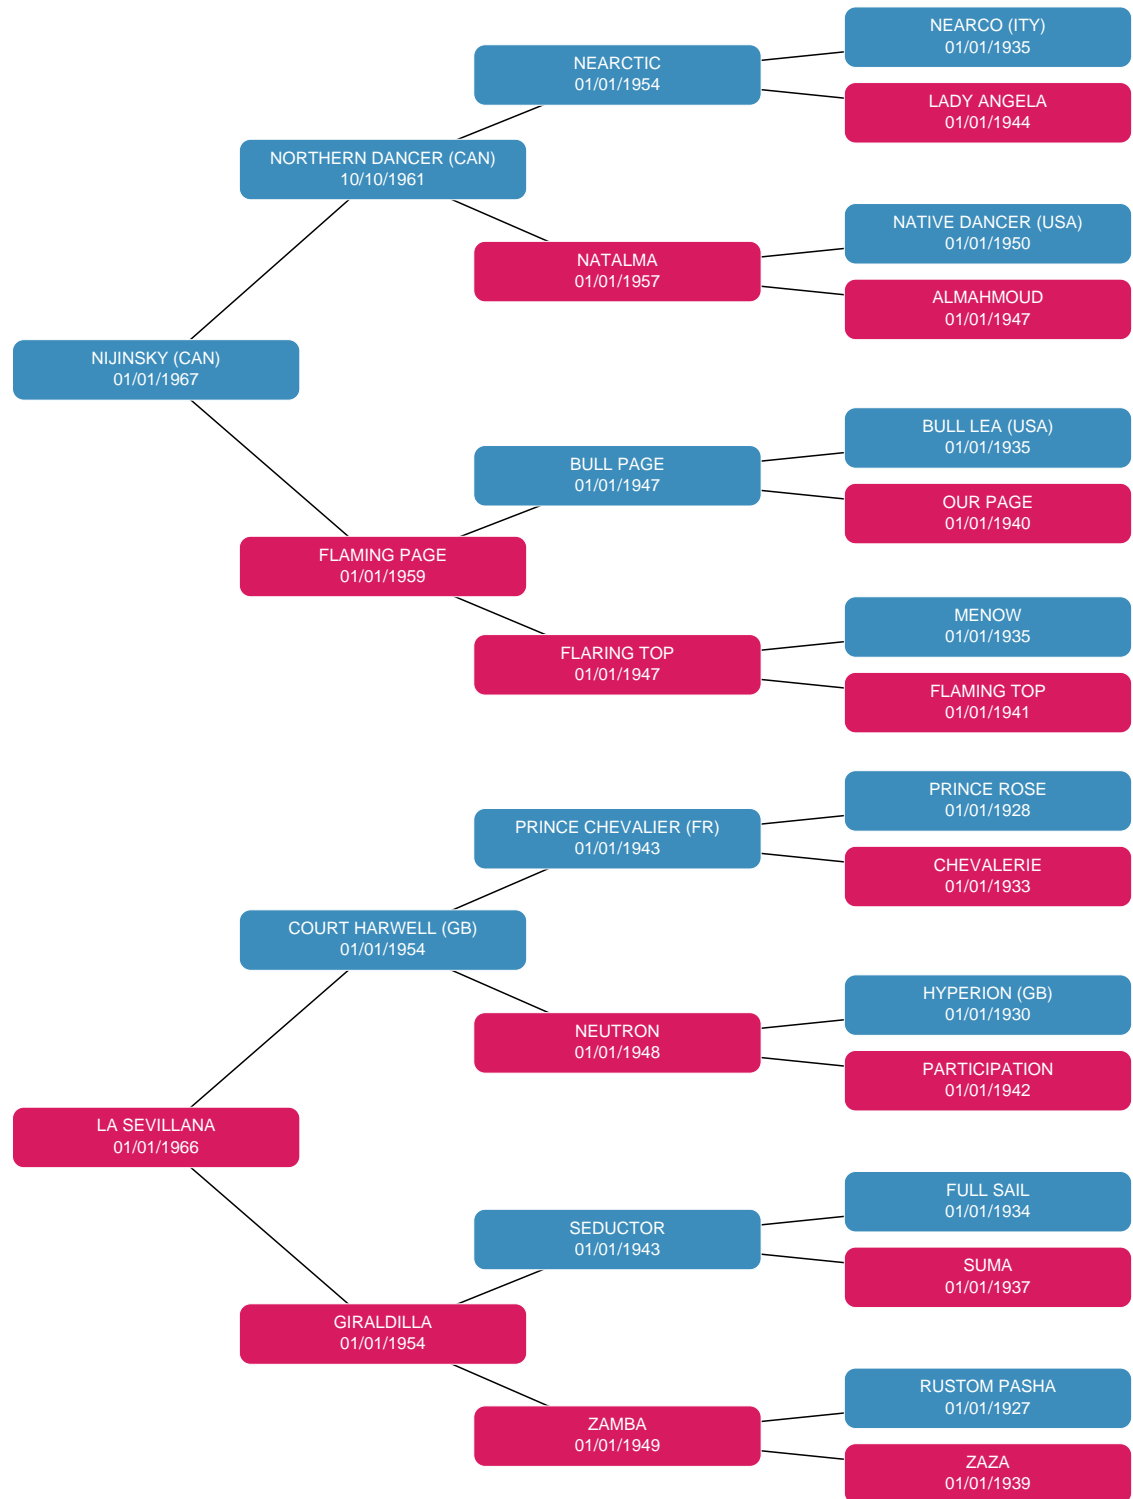 NEARCO (ITY)
01/01/1935
NEARCTIC
01/01/1954
LADY ANGELA
01/01/1944
NORTHERN DANCER (CAN)
10/10/1961
NATIVE DANCER (USA)
01/01/1950
NATALMA
01/01/1957
ALMAHMOUD
01/01/1947
NIJINSKY (CAN)
01/01/1967
BULL LEA (USA)
01/01/1935
BULL PAGE
01/01/1947
OUR PAGE
01/01/1940
FLAMING PAGE
01/01/1959
MENOW
01/01/1935
FLARING TOP
01/01/1947
FLAMING TOP
01/01/1941
PRINCE ROSE
01/01/1928
PRINCE CHEVALIER (FR)
01/01/1943
CHEVALERIE
01/01/1933
COURT HARWELL (GB)
01/01/1954
HYPERION (GB)
01/01/1930
NEUTRON
01/01/1948
PARTICIPATION
01/01/1942
LA SEVILLANA
01/01/1966
FULL SAIL
01/01/1934
SEDUCTOR
01/01/1943
SUMA
01/01/1937
GIRALDILLA
01/01/1954
RUSTOM PASHA
01/01/1927
ZAMBA
01/01/1949
ZAZA
01/01/1939